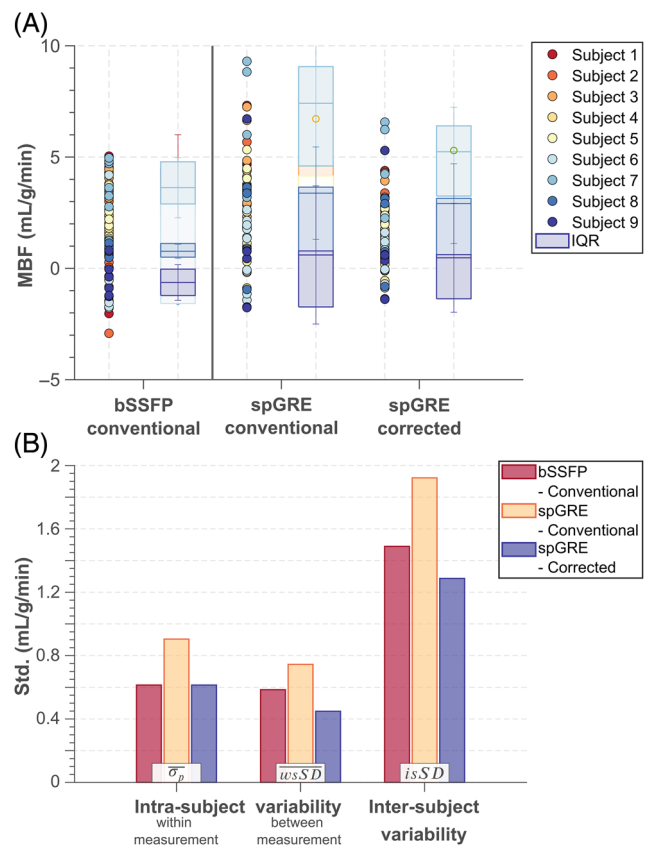 (A)
10
5
0
−5
MBF (mL/g/min)
bSSFP
conventional
spGRE
conventional
spGRE
corrected
Subject 1
Subject 2
Subject 3
Subject 4
Subject 5
Subject 6
Subject 7
Subject 8
Subject 9
IQR
(B)
2
1.6
1.2
0.8
0.4
0
Std. (mL/g/min)
bSSFP
- Conventional
spGRE
- Conventional
spGRE
- Corrected
σ̅p
w̅s̅S̅D̅
isSD
Intra-subject variability Inter-subject
within between variability
measurement measurement